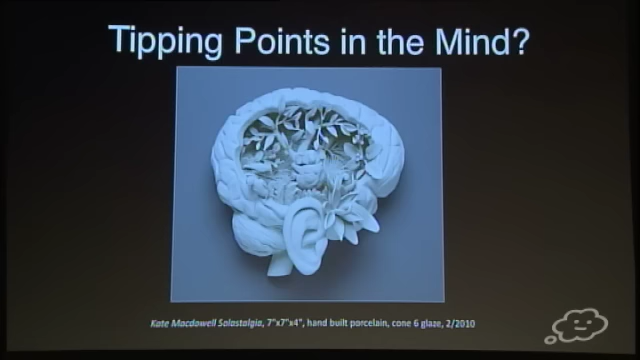 Tipping Points in the Mind?
Kate Macdowell Solastalgia, 7"x7"x4", hand built porcelain, cone 6 glaze, 2/2010